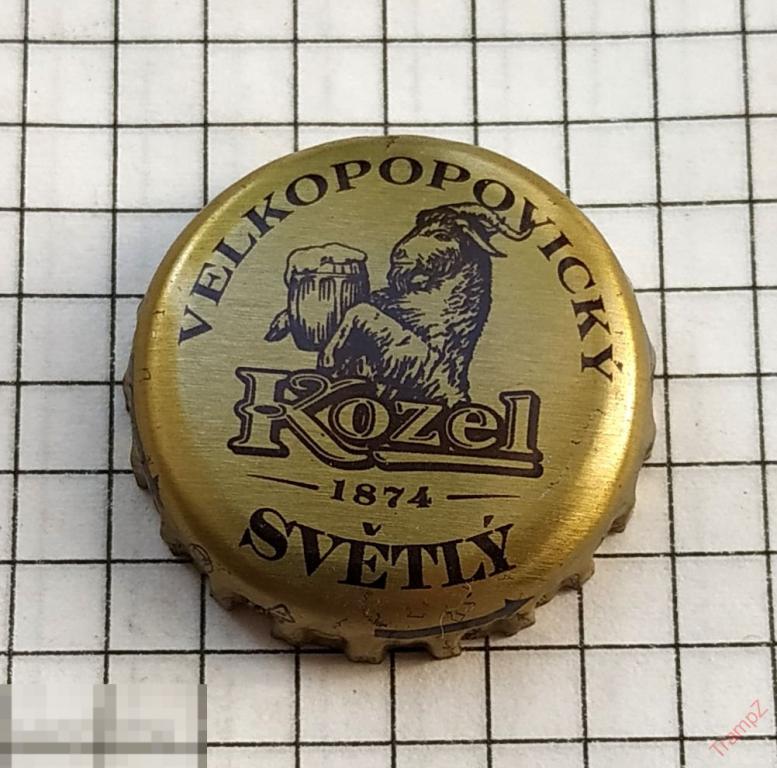 VELKOPOPOVICKÝ
Kozel
1874
SVĚTLÝ
TrampZ